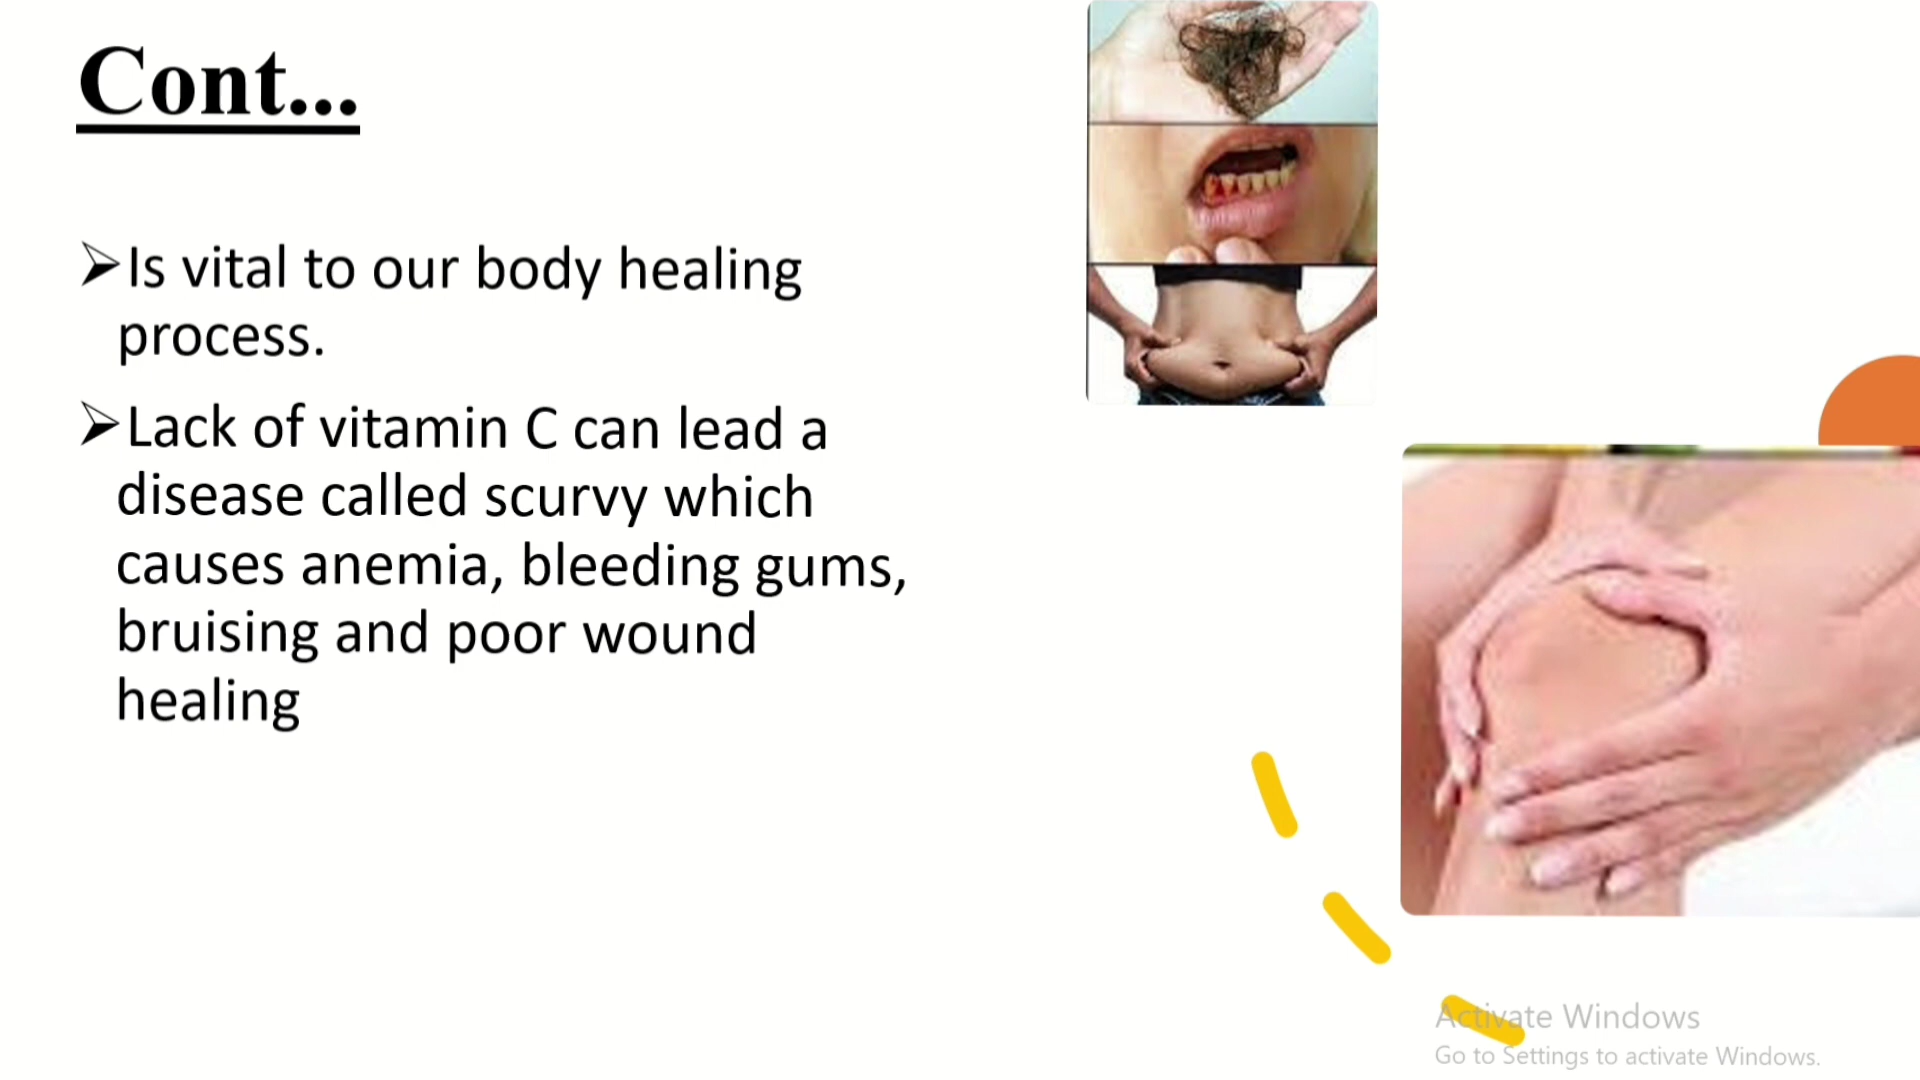 Cont...
➢Is vital to our body healing
process.
➢Lack of vitamin C can lead a
disease called scurvy which
causes anemia, bleeding gums,
bruising and poor wound
healing
Activate Windows
Go to Settings to activate Windows.